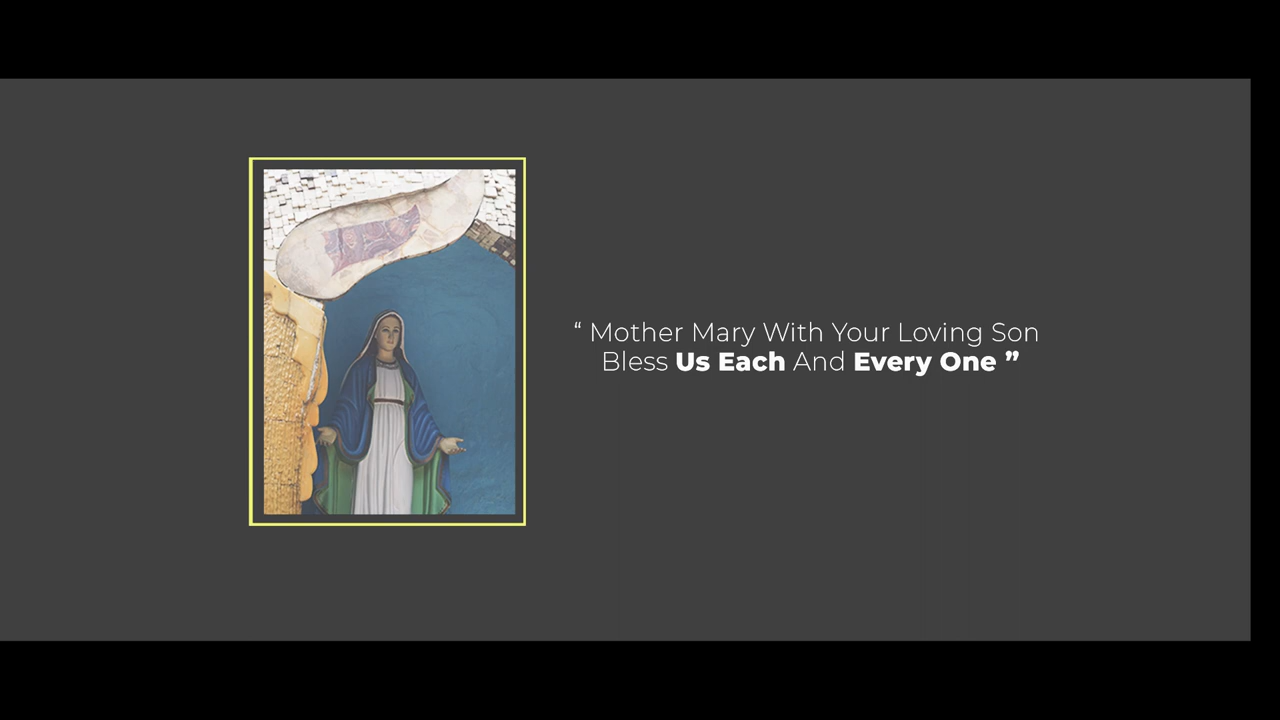 “ Mother Mary With Your Loving Son
Bless Us Each And Every One ”